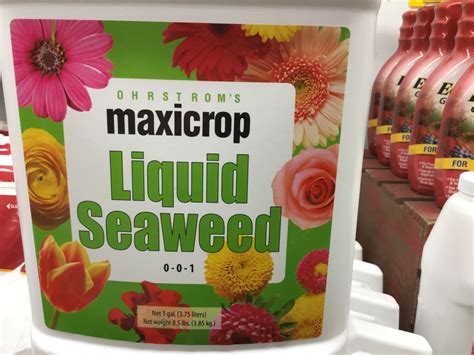 OHRSTROM'S
maxicrop
Liquid
Seaweed
0-0-1
Net 1 gal. (3.75 liters)
Net weight 8.5 lbs. (3.85 kg.)
FOR
FOR